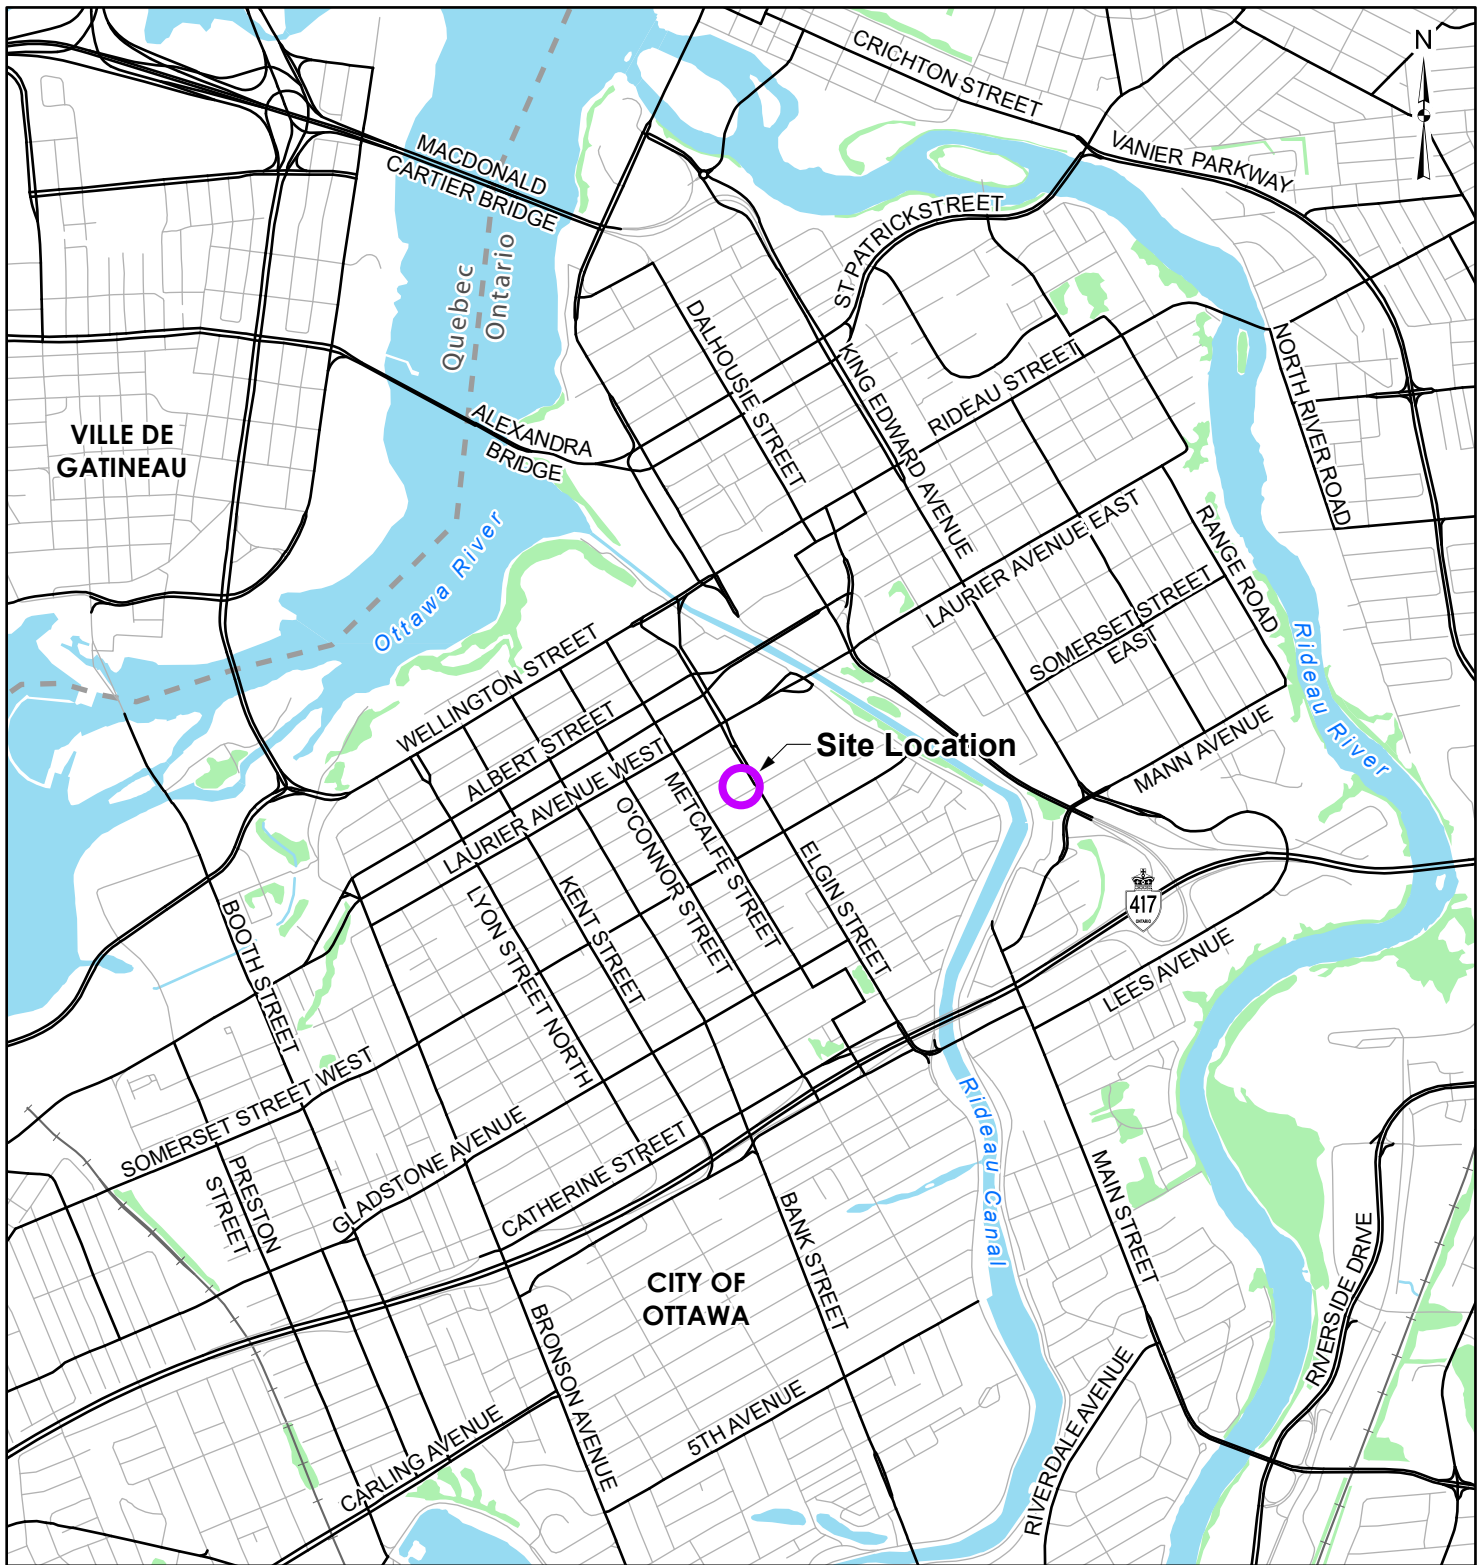 CRICHTON STREET
N
VANIER PARKWAY
MACDONALD
CARTIER BRIDGE
ST PATRICK STREET
Quebec
Ontario
DALHOUSIE STREET
KING EDWARD AVENUE
RIDEAU STREET
NORTH RIVER ROAD
VILLE DE
GATINEAU
ALEXANDRA
BRIDGE
Ottawa River
LAURIER AVENUE EAST
RANGE ROAD
SOMERSET STREET
EAST
Rideau River
WELLINGTON STREET
ALBERT STREET
LAURIER AVENUE WEST
Site Location
MANN AVENUE
METCALFE STREET
O'CONNOR STREET
ELGIN STREET
KENT STREET
LYON STREET NORTH
BOOTH STREET
417
ONTARIO
LEES AVENUE
SOMERSET STREET WEST
PRESTON
STREET
GLADSTONE AVENUE
CATHERINE STREET
Rideau Canal
MAIN STREET
BANK STREET
CITY OF
OTTAWA
BRONSON AVENUE
RIVERSIDE DRIVE
5TH AVENUE
CARLING AVENUE
RIVERDALE AVENUE